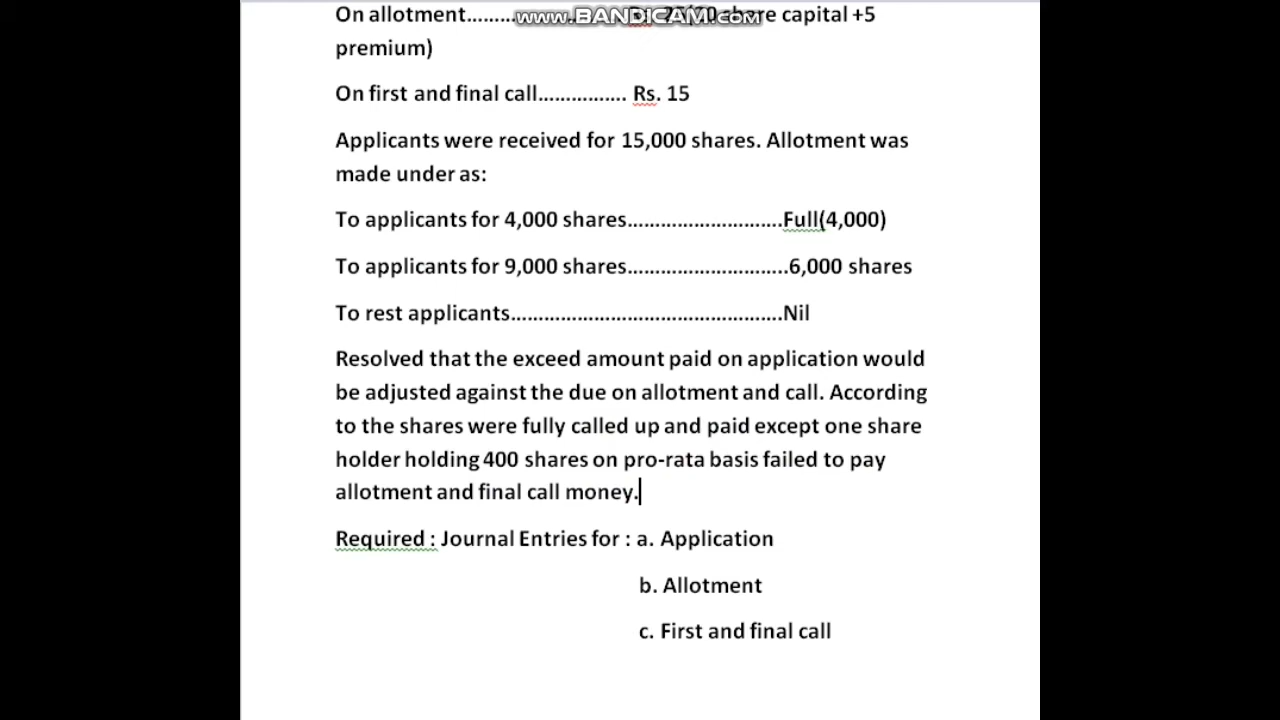 On allotment………………… share capital +5
www.BANDICAM.com
premium)
On first and final call……………. Rs. 15
Applicants were received for 15,000 shares. Allotment was
made under as:
To applicants for 4,000 shares……………………….Full(4,000)
To applicants for 9,000 shares………………………..6,000 shares
To rest applicants……………………………………………Nil
Resolved that the exceed amount paid on application would
be adjusted against the due on allotment and call. According
to the shares were fully called up and paid except one share
holder holding 400 shares on pro-rata basis failed to pay
allotment and final call money.
Required : Journal Entries for : a. Application
b. Allotment
c. First and final call